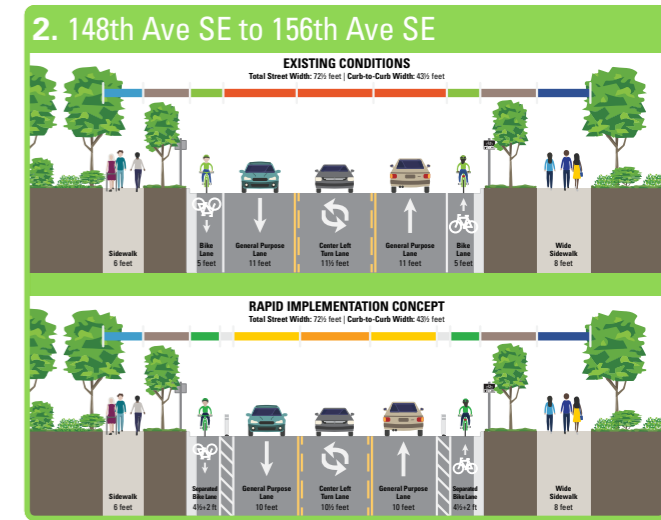 2. 148th Ave SE to 156th Ave SE
EXISTING CONDITIONS
Total Street Width: 72½ feet | Curb-to-Curb Width: 43½ feet
Sidewalk
6 feet
Bike
Lane
5 feet
General Purpose
Lane
11 feet
Center Left
Turn Lane
11½ feet
General Purpose
Lane
11 feet
Bike
Lane
5 feet
Wide
Sidewalk
8 feet
RAPID IMPLEMENTATION CONCEPT
Total Street Width: 72½ feet | Curb-to-Curb Width: 43½ feet
Sidewalk
6 feet
Separated
Bike Lane
4½+2 ft
General Purpose
Lane
10 feet
Center Left
Turn Lane
10½ feet
General Purpose
Lane
10 feet
Separated
Bike Lane
4½+2 ft
Wide
Sidewalk
8 feet